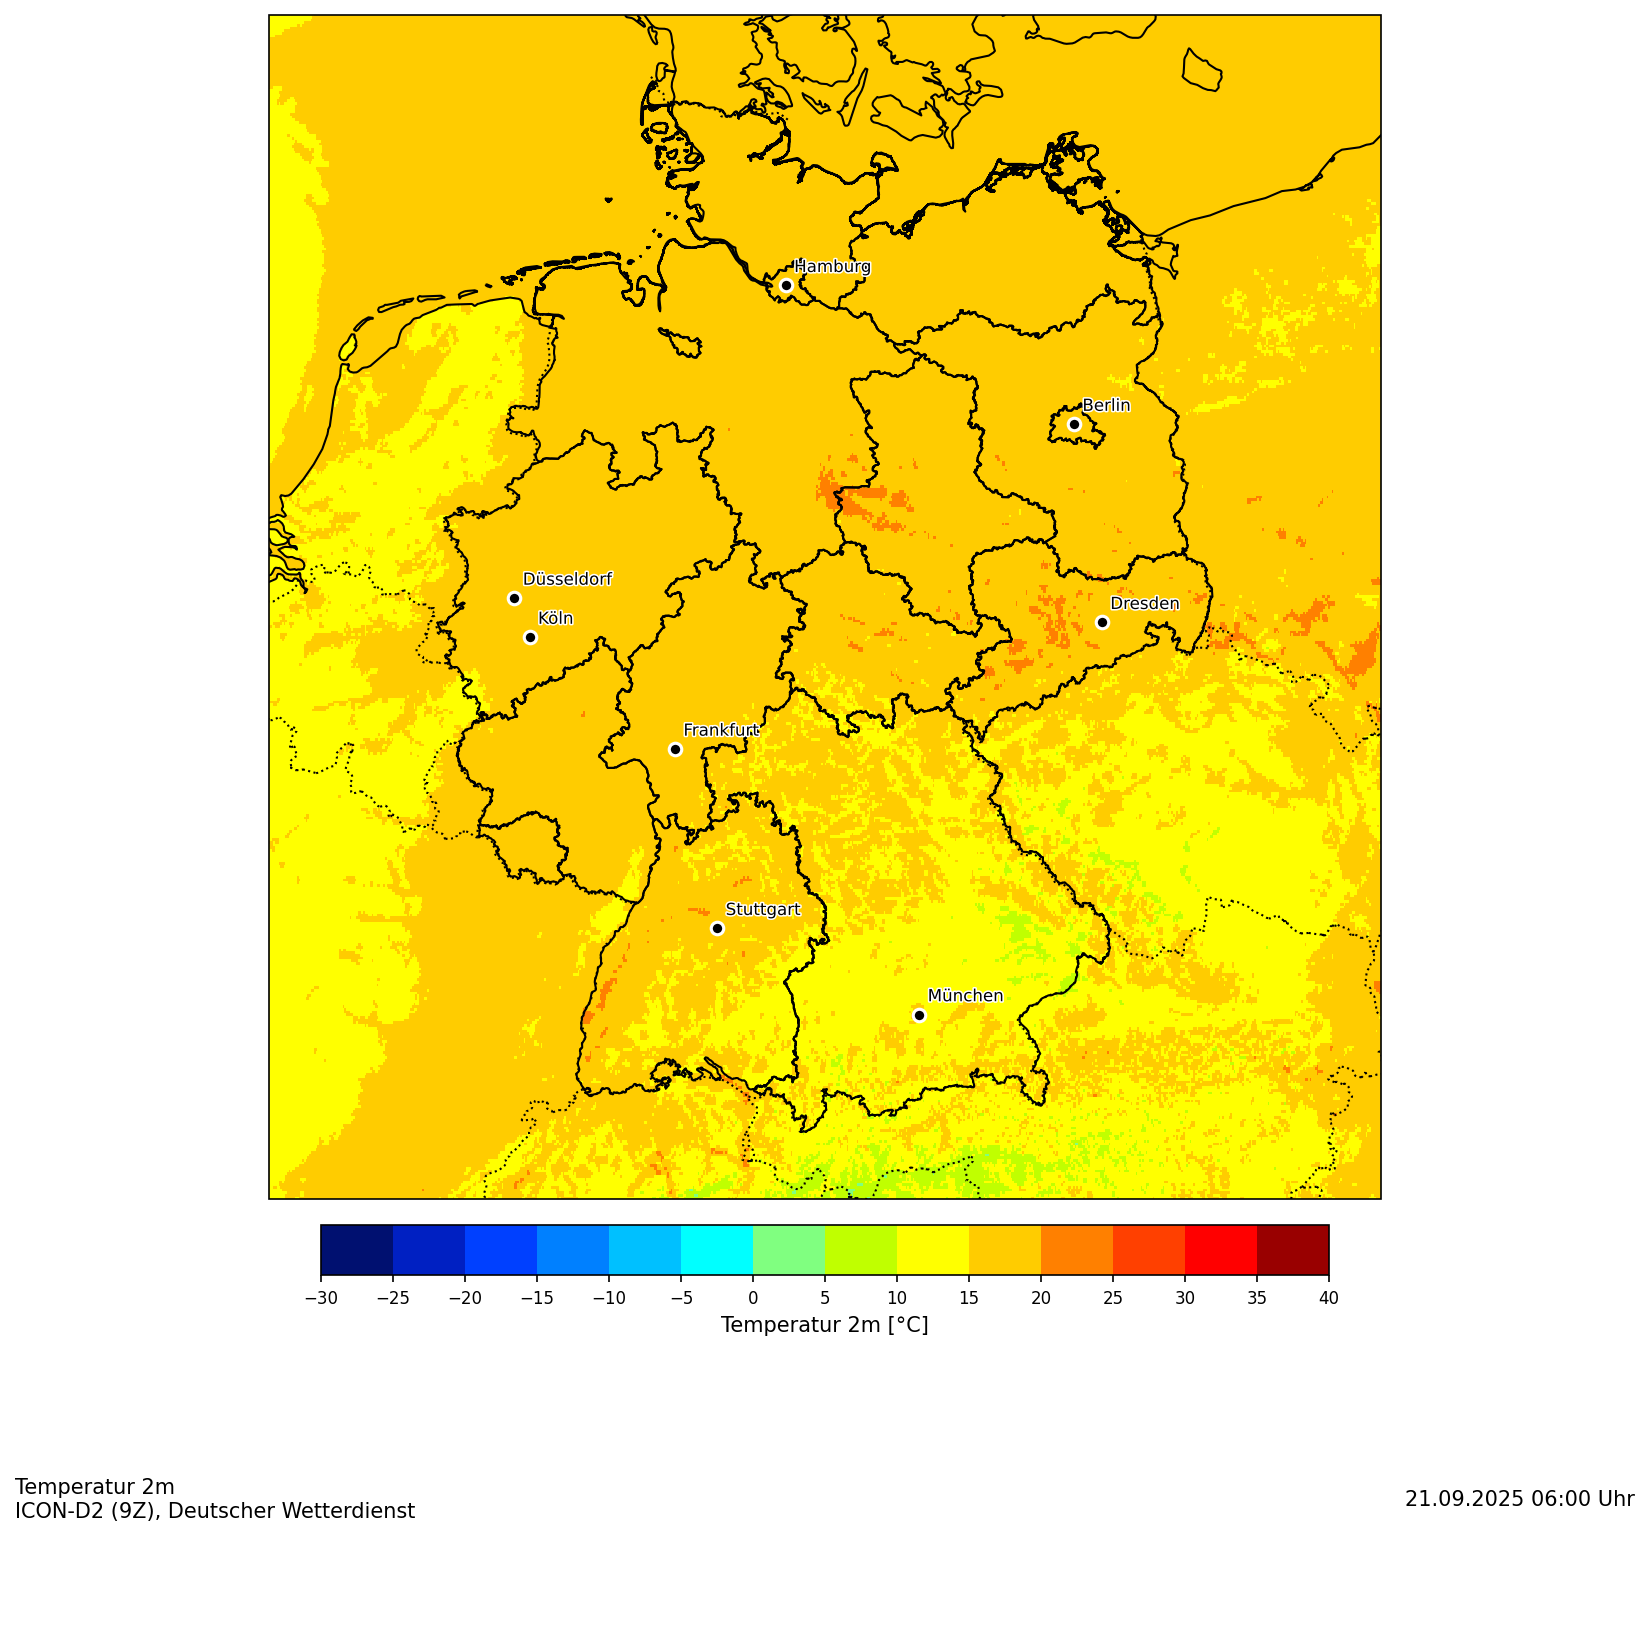 Hamburg
Berlin
Düsseldorf
Köln
Dresden
Frankfurt
Stuttgart
München
−30 −25 −20 −15 −10 −5 0 5 10 15 20 25 30 35 40
Temperatur 2m [°C]
Temperatur 2m
ICON-D2 (9Z), Deutscher Wetterdienst
21.09.2025 06:00 Uhr